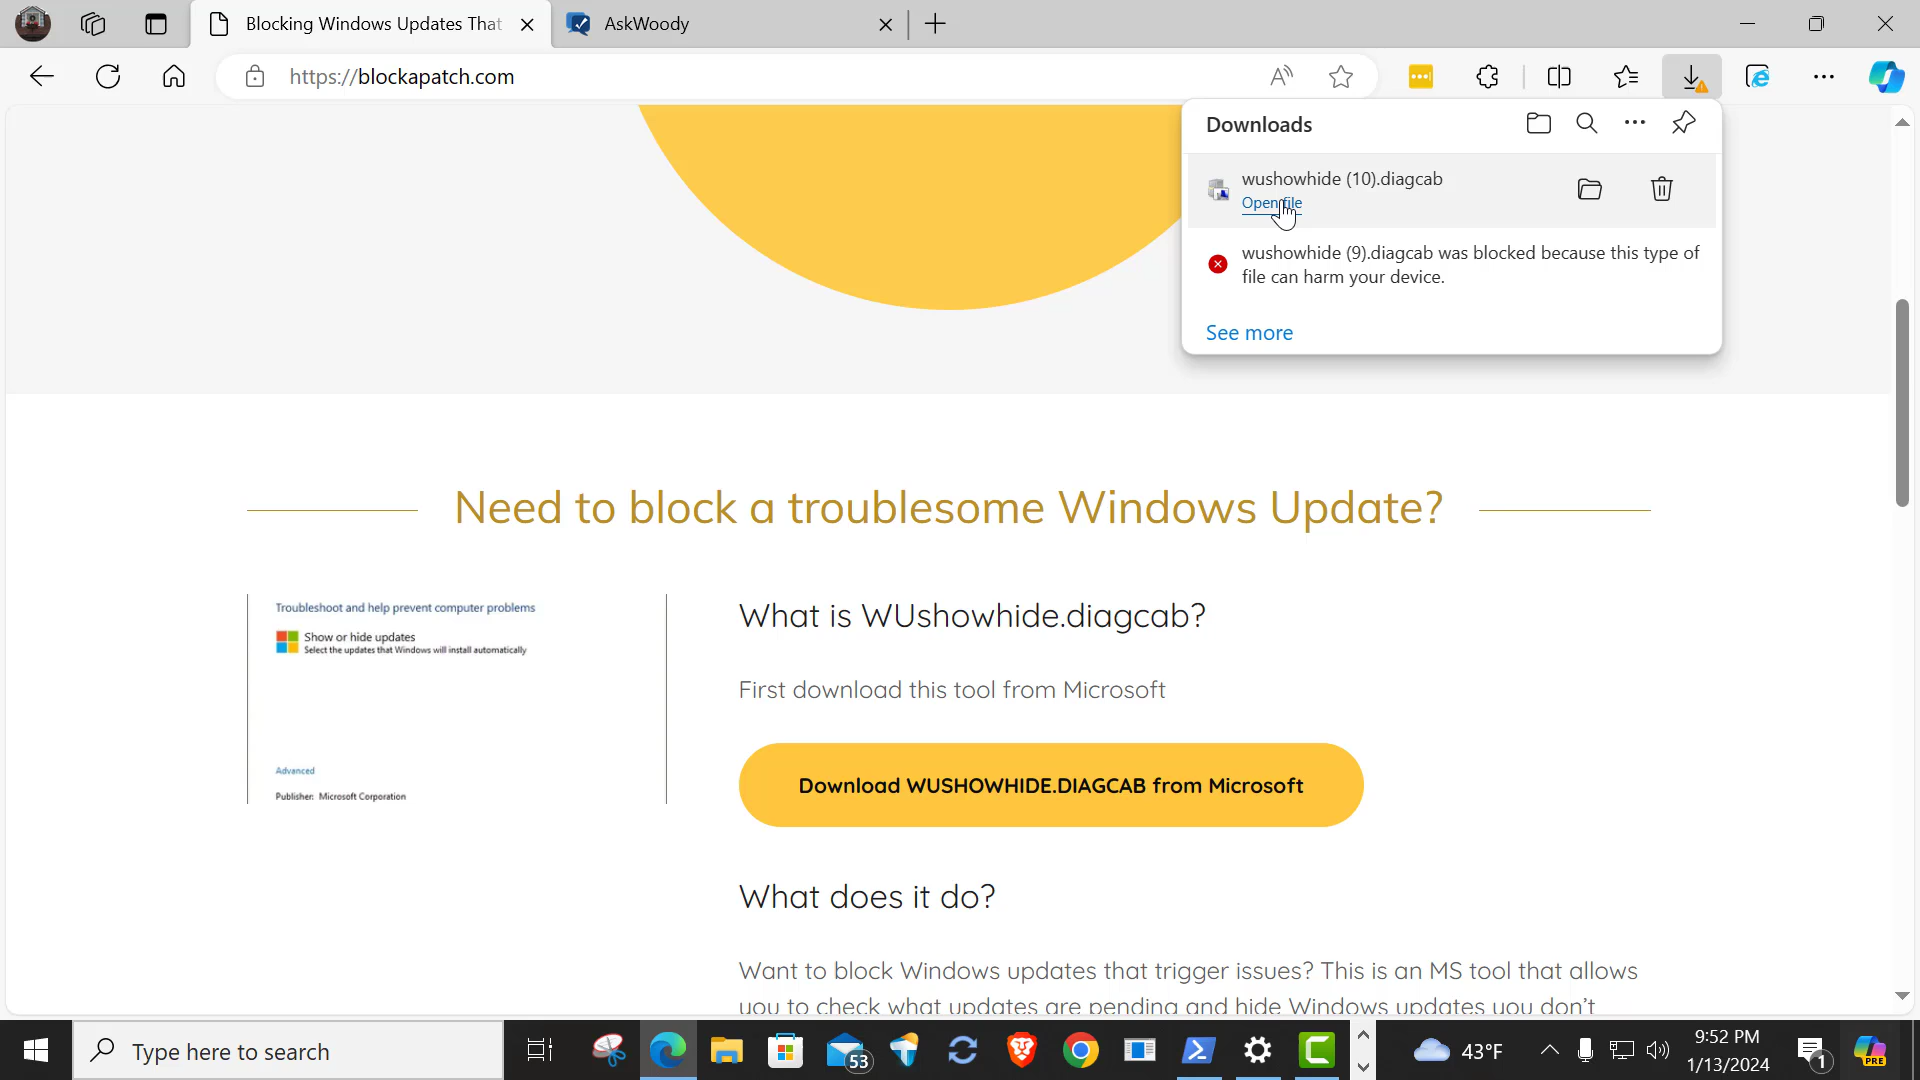 Blocking Windows Updates That
AskWoody
https://blockapatch.com
Downloads
wushowhide (10).diagcab
Open file
wushowhide (9).diagcab was blocked because this type of
file can harm your device.
See more
Need to block a troublesome Windows Update?
Troubleshoot and help prevent computer problems
Show or hide updates
Select the updates that Windows will install automatically
Advanced
Publisher: Microsoft Corporation
What is WUshowhide.diagcab?
First download this tool from Microsoft
Download WUSHOWHIDE.DIAGCAB from Microsoft
What does it do?
Want to block Windows updates that trigger issues? This is an MS tool that allows
you to check what updates are pending and hide Windows updates you don't
Type here to search
53
43°F
9:52 PM
1/13/2024
1
PRE